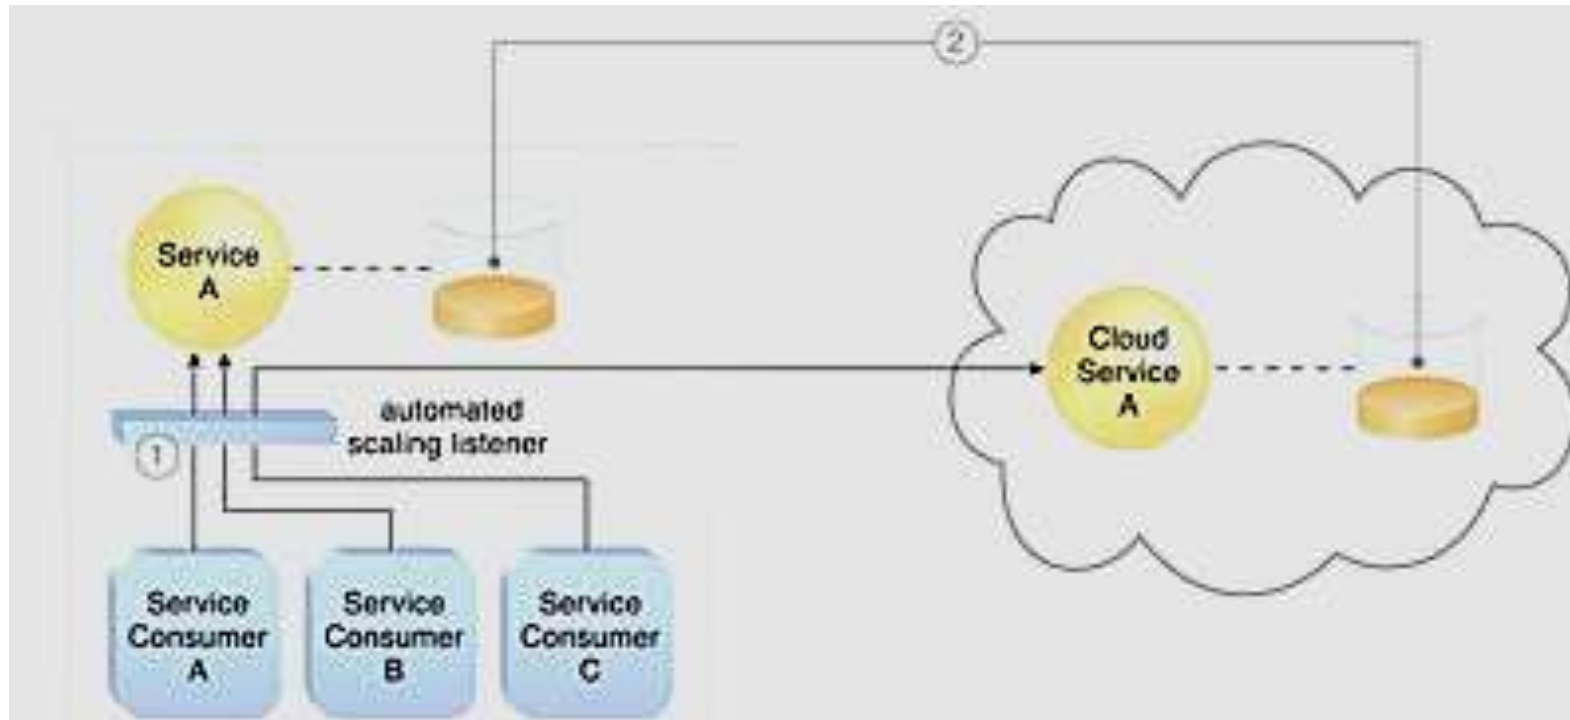 2
Service
A
Cloud
Service
A
automated
scaling listener
1
Service
Consumer
A
Service
Consumer
B
Service
Consumer
C